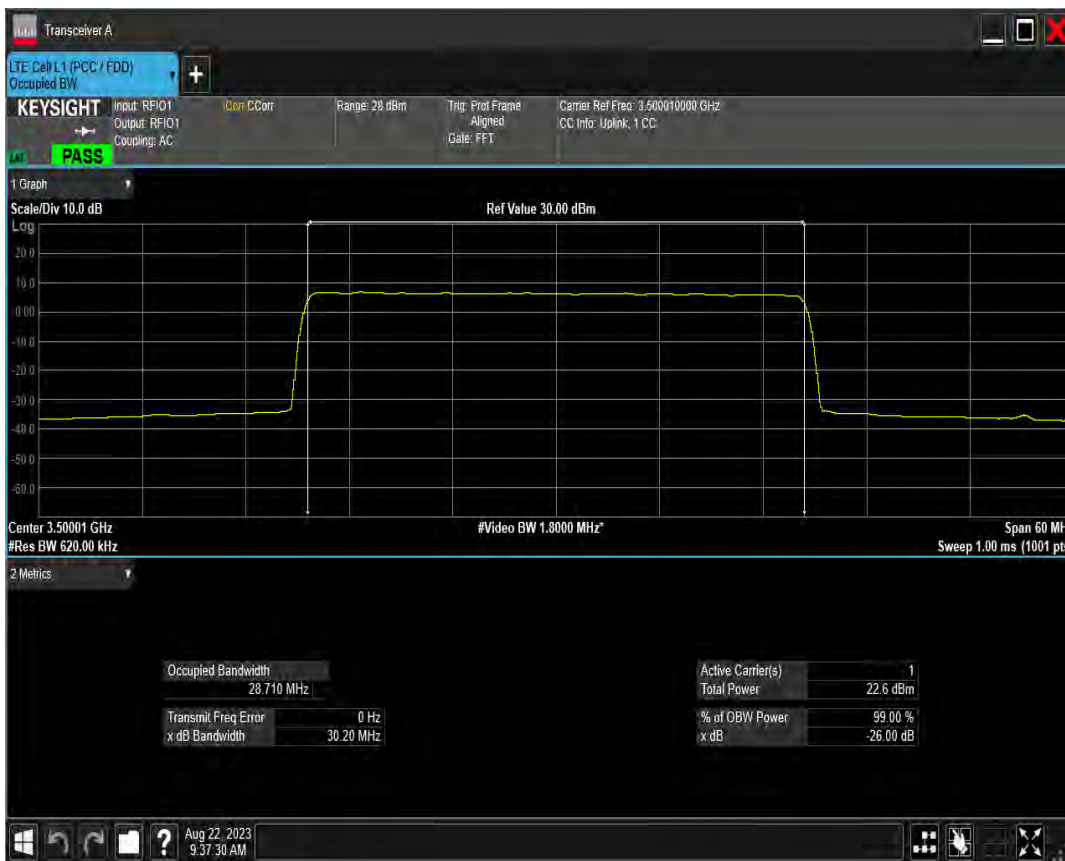 Transceiver A
LTE Cell L1 (PCC / FDD)
Occupied BW
+
KEYSIGHT
PASS
Input: RFIO1
Output: RFIO1
Coupling: AC
Corr CCorr
Range: 28 dBm
Trig: Prot Frame
Aligned
Gate: FFT
Carrier Ref Freq: 3.500010000 GHz
CC Info: Uplink, 1 CC
1 Graph
Scale/Div 10.0 dB
Ref Value 30.00 dBm
Log
20.0
10.0
0.00
-10.0
-20.0
-30.0
-40.0
-50.0
-60.0
Center 3.50001 GHz
#Video BW 1.8000 MHz*
Span 60 MH
#Res BW 620.00 kHz
Sweep 1.00 ms (1001 pt
2 Metrics
Occupied Bandwidth
28.710 MHz
Transmit Freq Error 0 Hz
x dB Bandwidth 30.20 MHz
Active Carrier(s) 1
Total Power 22.6 dBm
% of OBW Power 99.00 %
x dB -26.00 dB
?
Aug 22, 2023
9:37:30 AM